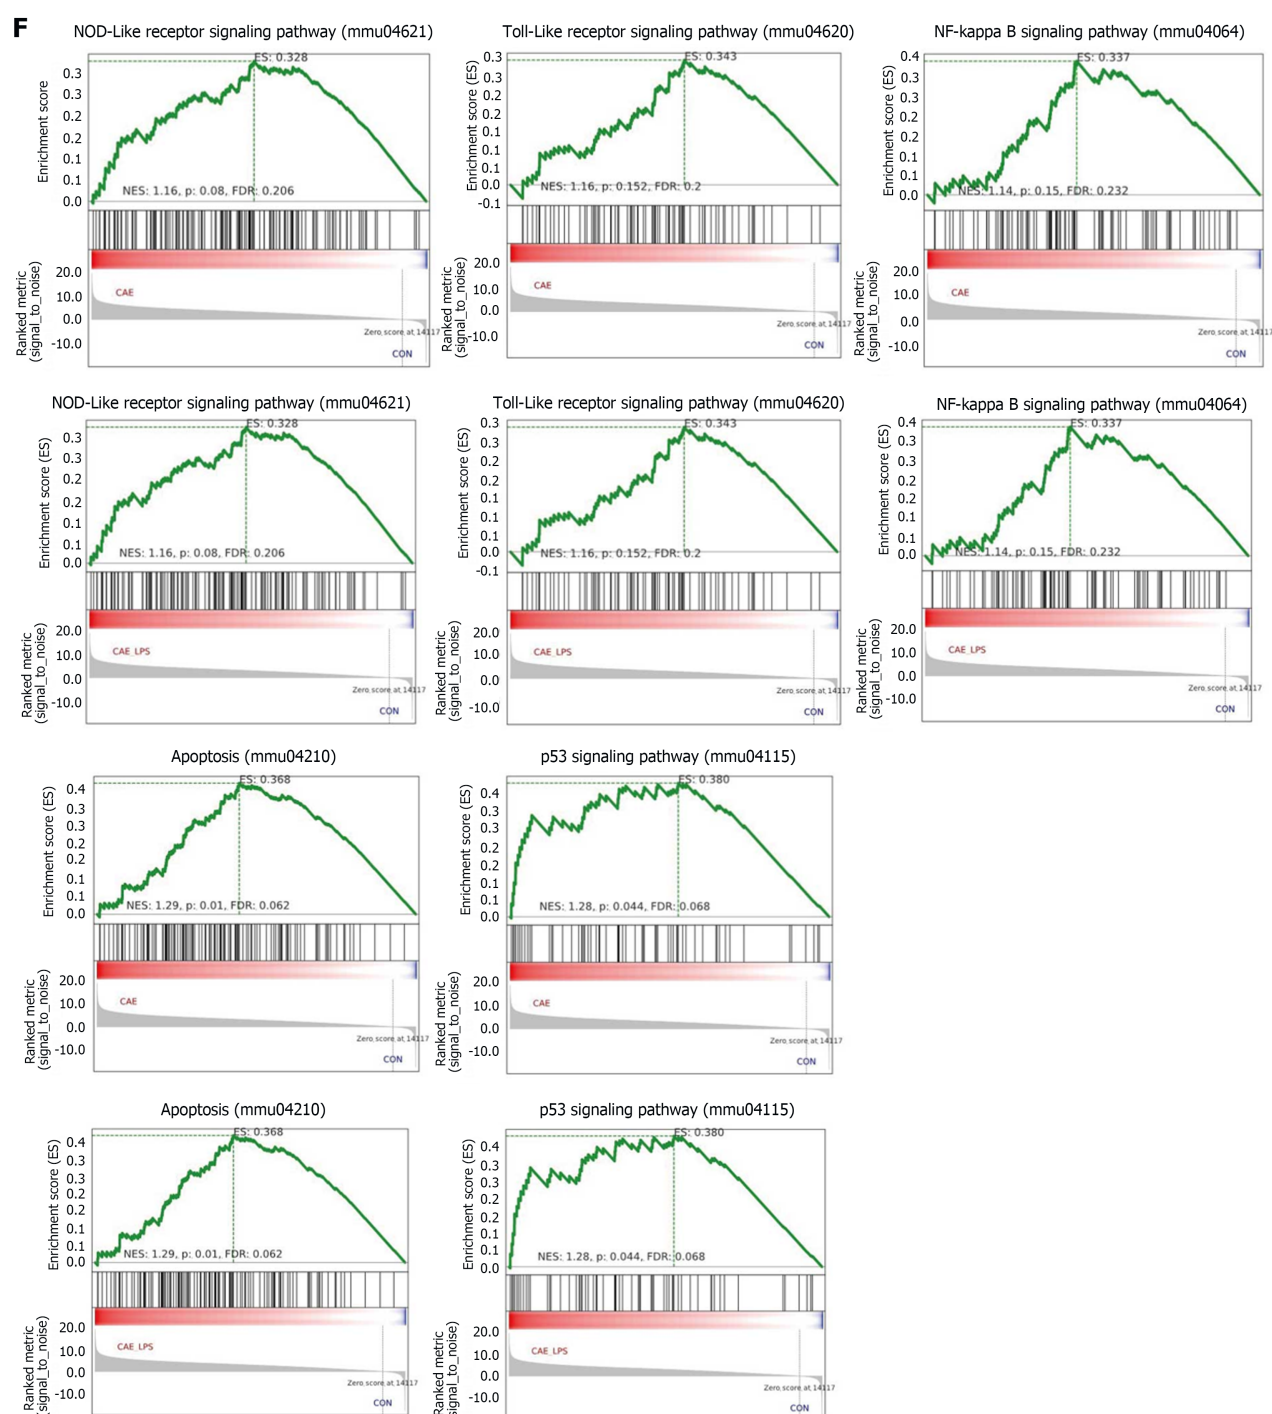 F
NOD-Like receptor signaling pathway (mmu04621)
Enrichment score
0.3
0.3
0.2
0.2
0.1
0.1
0.0
ES: 0.328
NES: 1.16, p: 0.08, FDR: 0.206
Ranked metric
(signal_to_noise)
20.0
10.0
0.0
-10.0
CAE
Zero score at 14117
CON
Toll-Like receptor signaling pathway (mmu04620)
Enrichment score (ES)
0.3
0.3
0.2
0.2
0.1
0.1
0.0
-0.1
ES: 0.343
NES: 1.16, p: 0.152, FDR: 0.2
Ranked metric
(signal_to_noise)
20.0
10.0
0.0
-10.0
CAE
Zero score at 14117
CON
NF-kappa B signaling pathway (mmu04064)
Enrichment score (ES)
0.4
0.3
0.3
0.2
0.2
0.1
0.1
0.0
ES: 0.337
NES: 1.14, p: 0.15, FDR: 0.232
Ranked metric
(signal_to_noise)
20.0
10.0
0.0
-10.0
CAE
Zero score at 14117
CON
NOD-Like receptor signaling pathway (mmu04621)
Enrichment score (ES)
0.3
0.3
0.2
0.2
0.1
0.1
0.0
ES: 0.328
NES: 1.16, p: 0.08, FDR: 0.206
Ranked metric
(signal_to_noise)
20.0
10.0
0.0
-10.0
CAE_LPS
Zero score at 14117
CON
Toll-Like receptor signaling pathway (mmu04620)
Enrichment score (ES)
0.3
0.3
0.2
0.2
0.1
0.1
0.0
-0.1
ES: 0.343
NES: 1.16, p: 0.152, FDR: 0.2
Ranked metric
(signal_to_noise)
20.0
10.0
0.0
-10.0
CAE_LPS
Zero score at 14117
CON
NF-kappa B signaling pathway (mmu04064)
Enrichment score (ES)
0.4
0.3
0.3
0.2
0.2
0.1
0.1
0.0
ES: 0.337
NES: 1.14, p: 0.15, FDR: 0.232
Ranked metric
(signal_to_noise)
20.0
10.0
0.0
-10.0
CAE_LPS
Zero score at 14117
CON
Apoptosis (mmu04210)
Enrichment score (ES)
0.4
0.3
0.3
0.2
0.2
0.1
0.1
0.0
ES: 0.368
NES: 1.29, p: 0.01, FDR: 0.062
Ranked metric
(signal_to_noise)
20.0
10.0
0.0
-10.0
CAE
Zero score at 14117
CON
p53 signaling pathway (mmu04115)
Enrichment score (ES)
0.4
0.3
0.3
0.2
0.2
0.1
0.1
0.0
ES: 0.380
NES: 1.28, p: 0.044, FDR: 0.068
Ranked metric
(signal_to_noise)
20.0
10.0
0.0
-10.0
CAE
Zero score at 14117
CON
Apoptosis (mmu04210)
Enrichment score (ES)
0.4
0.3
0.3
0.2
0.2
0.1
0.1
0.0
ES: 0.368
NES: 1.29, p: 0.01, FDR: 0.062
Ranked metric
(signal_to_noise)
20.0
10.0
0.0
-10.0
CAE_LPS
Zero score at 14117
CON
p53 signaling pathway (mmu04115)
Enrichment score (ES)
0.4
0.3
0.3
0.2
0.2
0.1
0.1
0.0
ES: 0.380
NES: 1.28, p: 0.044, FDR: 0.068
Ranked metric
(signal_to_noise)
20.0
10.0
0.0
-10.0
CAE_LPS
Zero score at 14117
CON